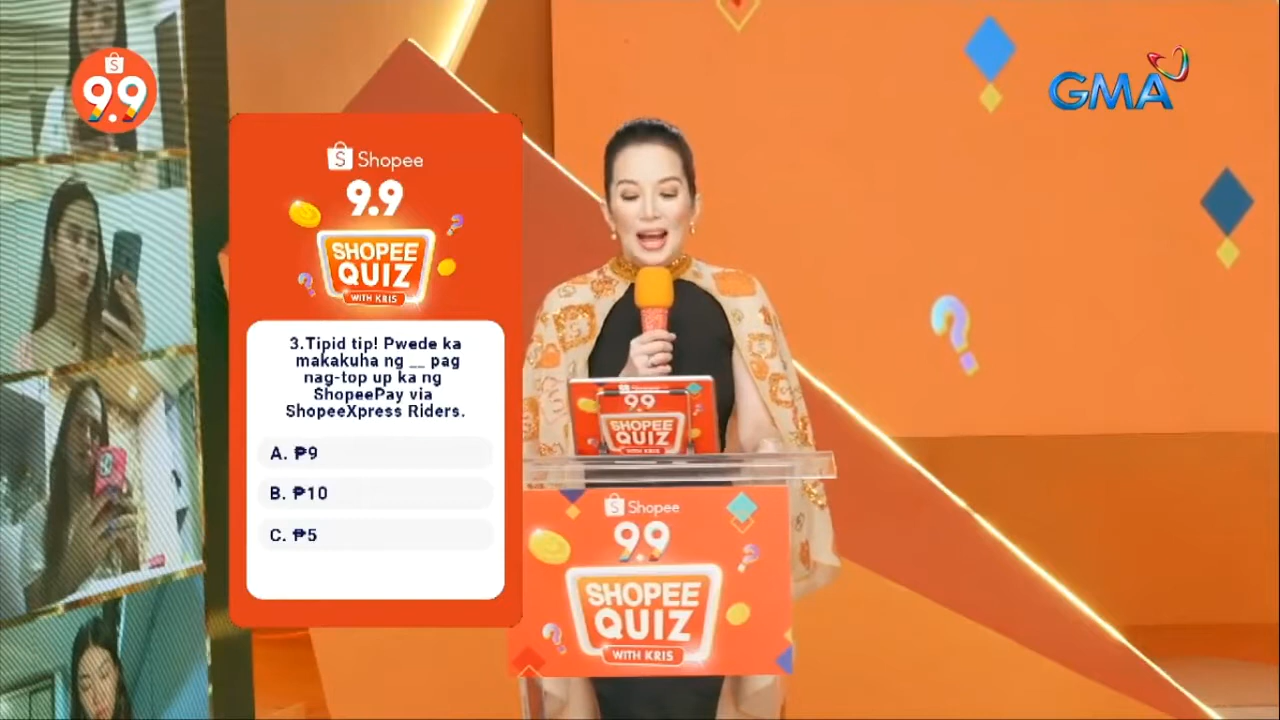 9.9
GMA
Shopee
9.9
SHOPEE
QUIZ
WITH KRIS
3.Tipid tip! Pwede ka
makakuha ng __ pag
nag-top up ka ng
ShopeePay via
ShopeeXpress Riders.
A. ₱9
B. ₱10
C. ₱5
9.9
SHOPEE
QUIZ
WITH KRIS
Shopee
9.9
SHOPEE
QUIZ
WITH KRIS